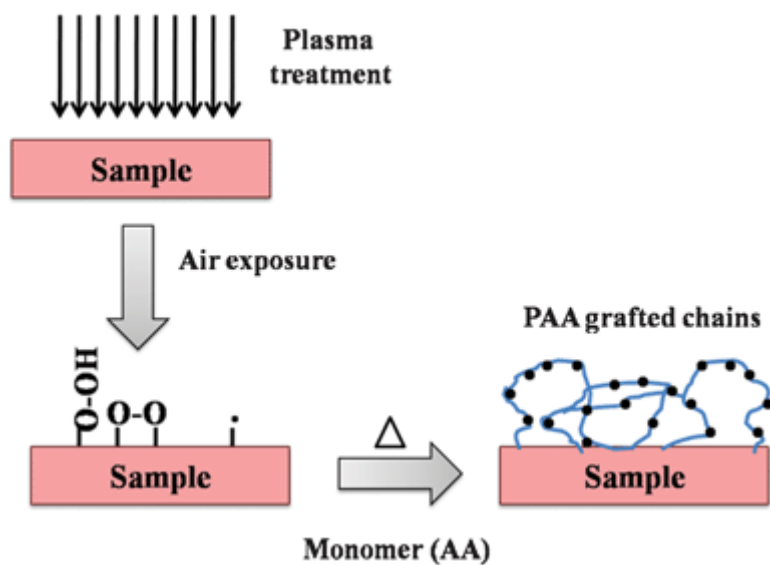 Plasma
treatment
Sample
Air exposure
O-OH
O-O
.
Sample
Δ
Monomer (AA)
PAA grafted chains
Sample